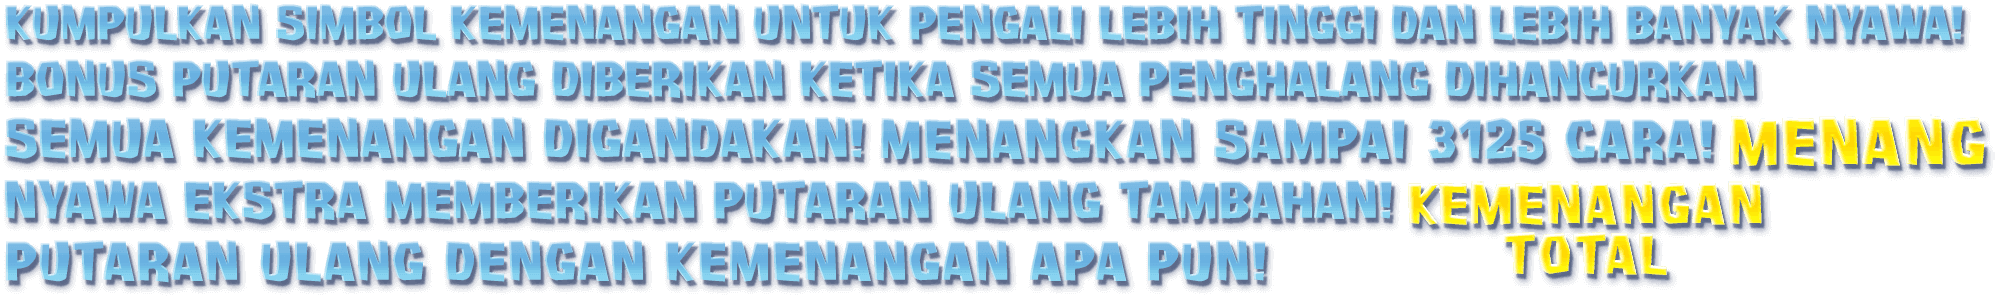 KUMPULKAN SIMBOL KEMENANGAN UNTUK PENGALI LEBIH TINGGI DAN LEBIH BANYAK NYAWA!
BONUS PUTARAN ULANG DIBERIKAN KETIKA SEMUA PENGHALANG DIHANCURKAN
SEMUA KEMENANGAN DIGANDAKAN!
MENANGKAN SAMPAI 3125 CARA!
MENANG
NYAWA EKSTRA MEMBERIKAN PUTARAN ULANG TAMBAHAN!
KEMENANGAN
TOTAL
PUTARAN ULANG DENGAN KEMENANGAN APA PUN!